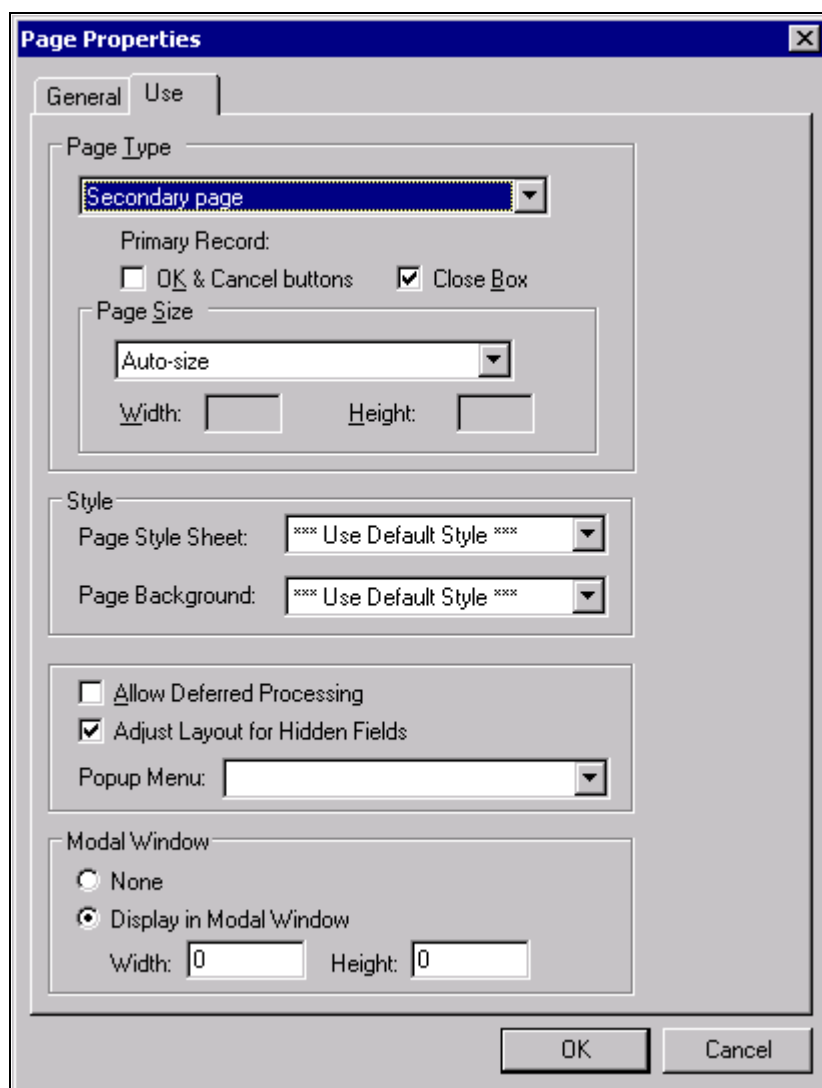 Page Properties
General Use
Page Type
Secondary page
Primary Record:
OK & Cancel buttons Close Box
Page Size
Auto-size
Width: Height:
Style
Page Style Sheet: *** Use Default Style ***
Page Background: *** Use Default Style ***
Allow Deferred Processing
Adjust Layout for Hidden Fields
Popup Menu:
Modal Window
None
Display in Modal Window
Width: 0 Height: 0
OK Cancel